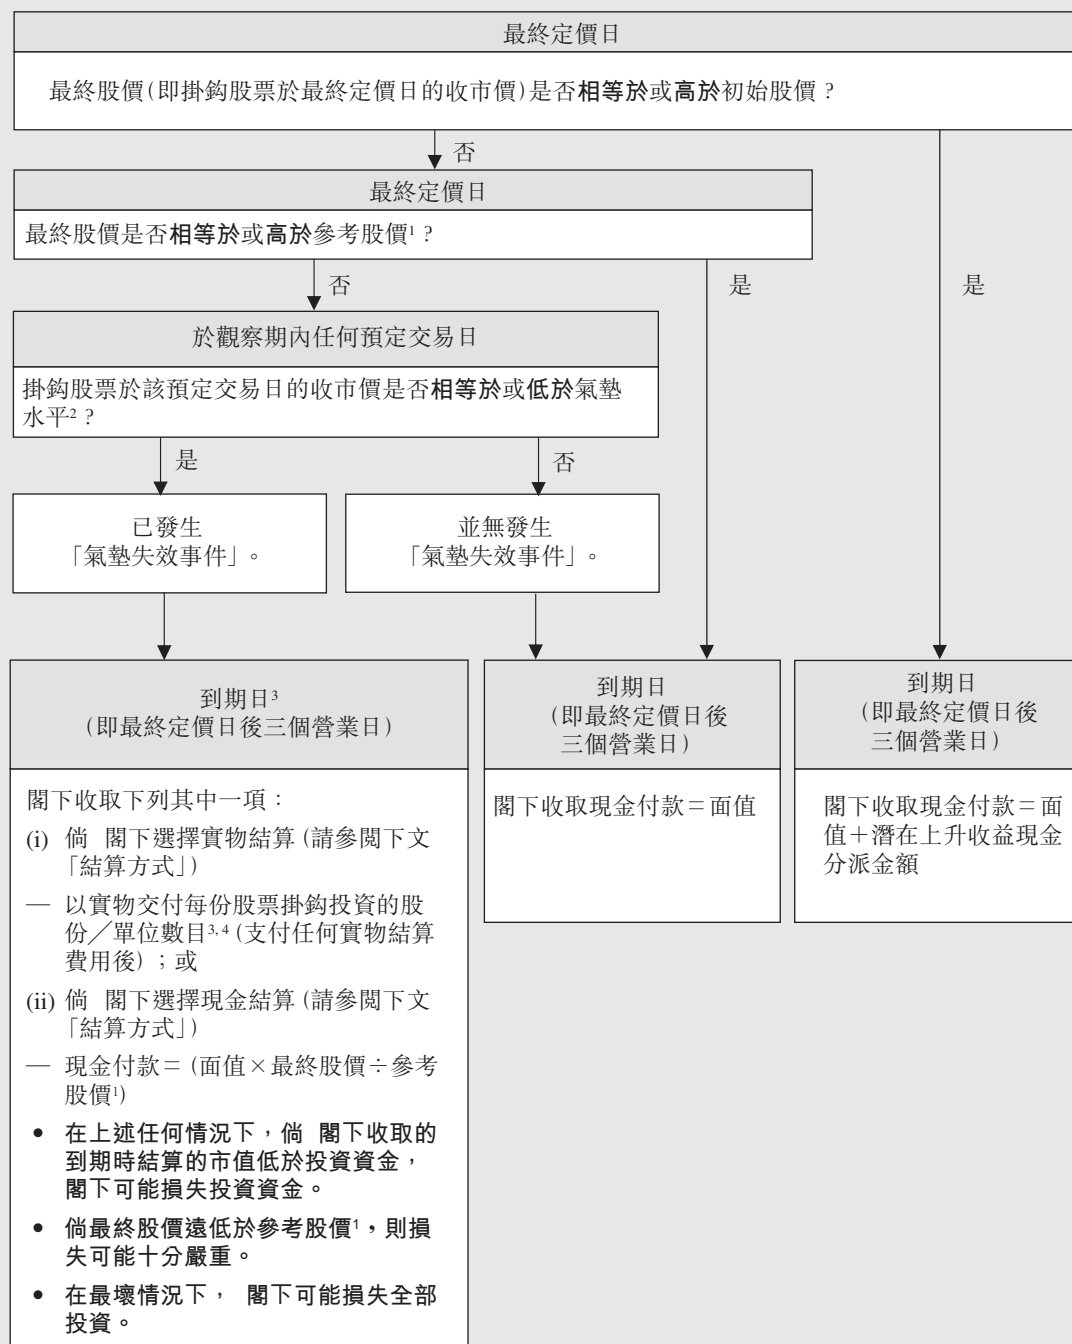 最終定價日
最終股價(即掛鈎股票於最終定價日的收市價)是否相等於或高於初始股價？
否
最終定價日
最終股價是否相等於或高於參考股價1？
否
是
是
於觀察期內任何預定交易日
掛鈎股票於該預定交易日的收市價是否相等於或低於氣墊
水平2？
是
否
已發生
「氣墊失效事件」。
並無發生
「氣墊失效事件」。
到期日3
(即最終定價日後三個營業日)
閣下收取下列其中一項：
(i) 倘 閣下選擇實物結算(請參閱下文
「結算方式」)
— 以實物交付每份股票掛鈎投資的股
份／單位數目3, 4 (支付任何實物結算
費用後)；或
(ii) 倘 閣下選擇現金結算(請參閱下文
「結算方式」)
— 現金付款＝(面值×最終股價÷參考
股價1)
• 在上述任何情況下，倘 閣下收取的
到期時結算的市值低於投資資金，
閣下可能損失投資資金。
• 倘最終股價遠低於參考股價1，則損
失可能十分嚴重。
• 在最壞情況下， 閣下可能損失全部
投資。
到期日
(即最終定價日後
三個營業日)
閣下收取現金付款＝面值
到期日
(即最終定價日後
三個營業日)
閣下收取現金付款＝面
值＋潛在上升收益現金
分派金額